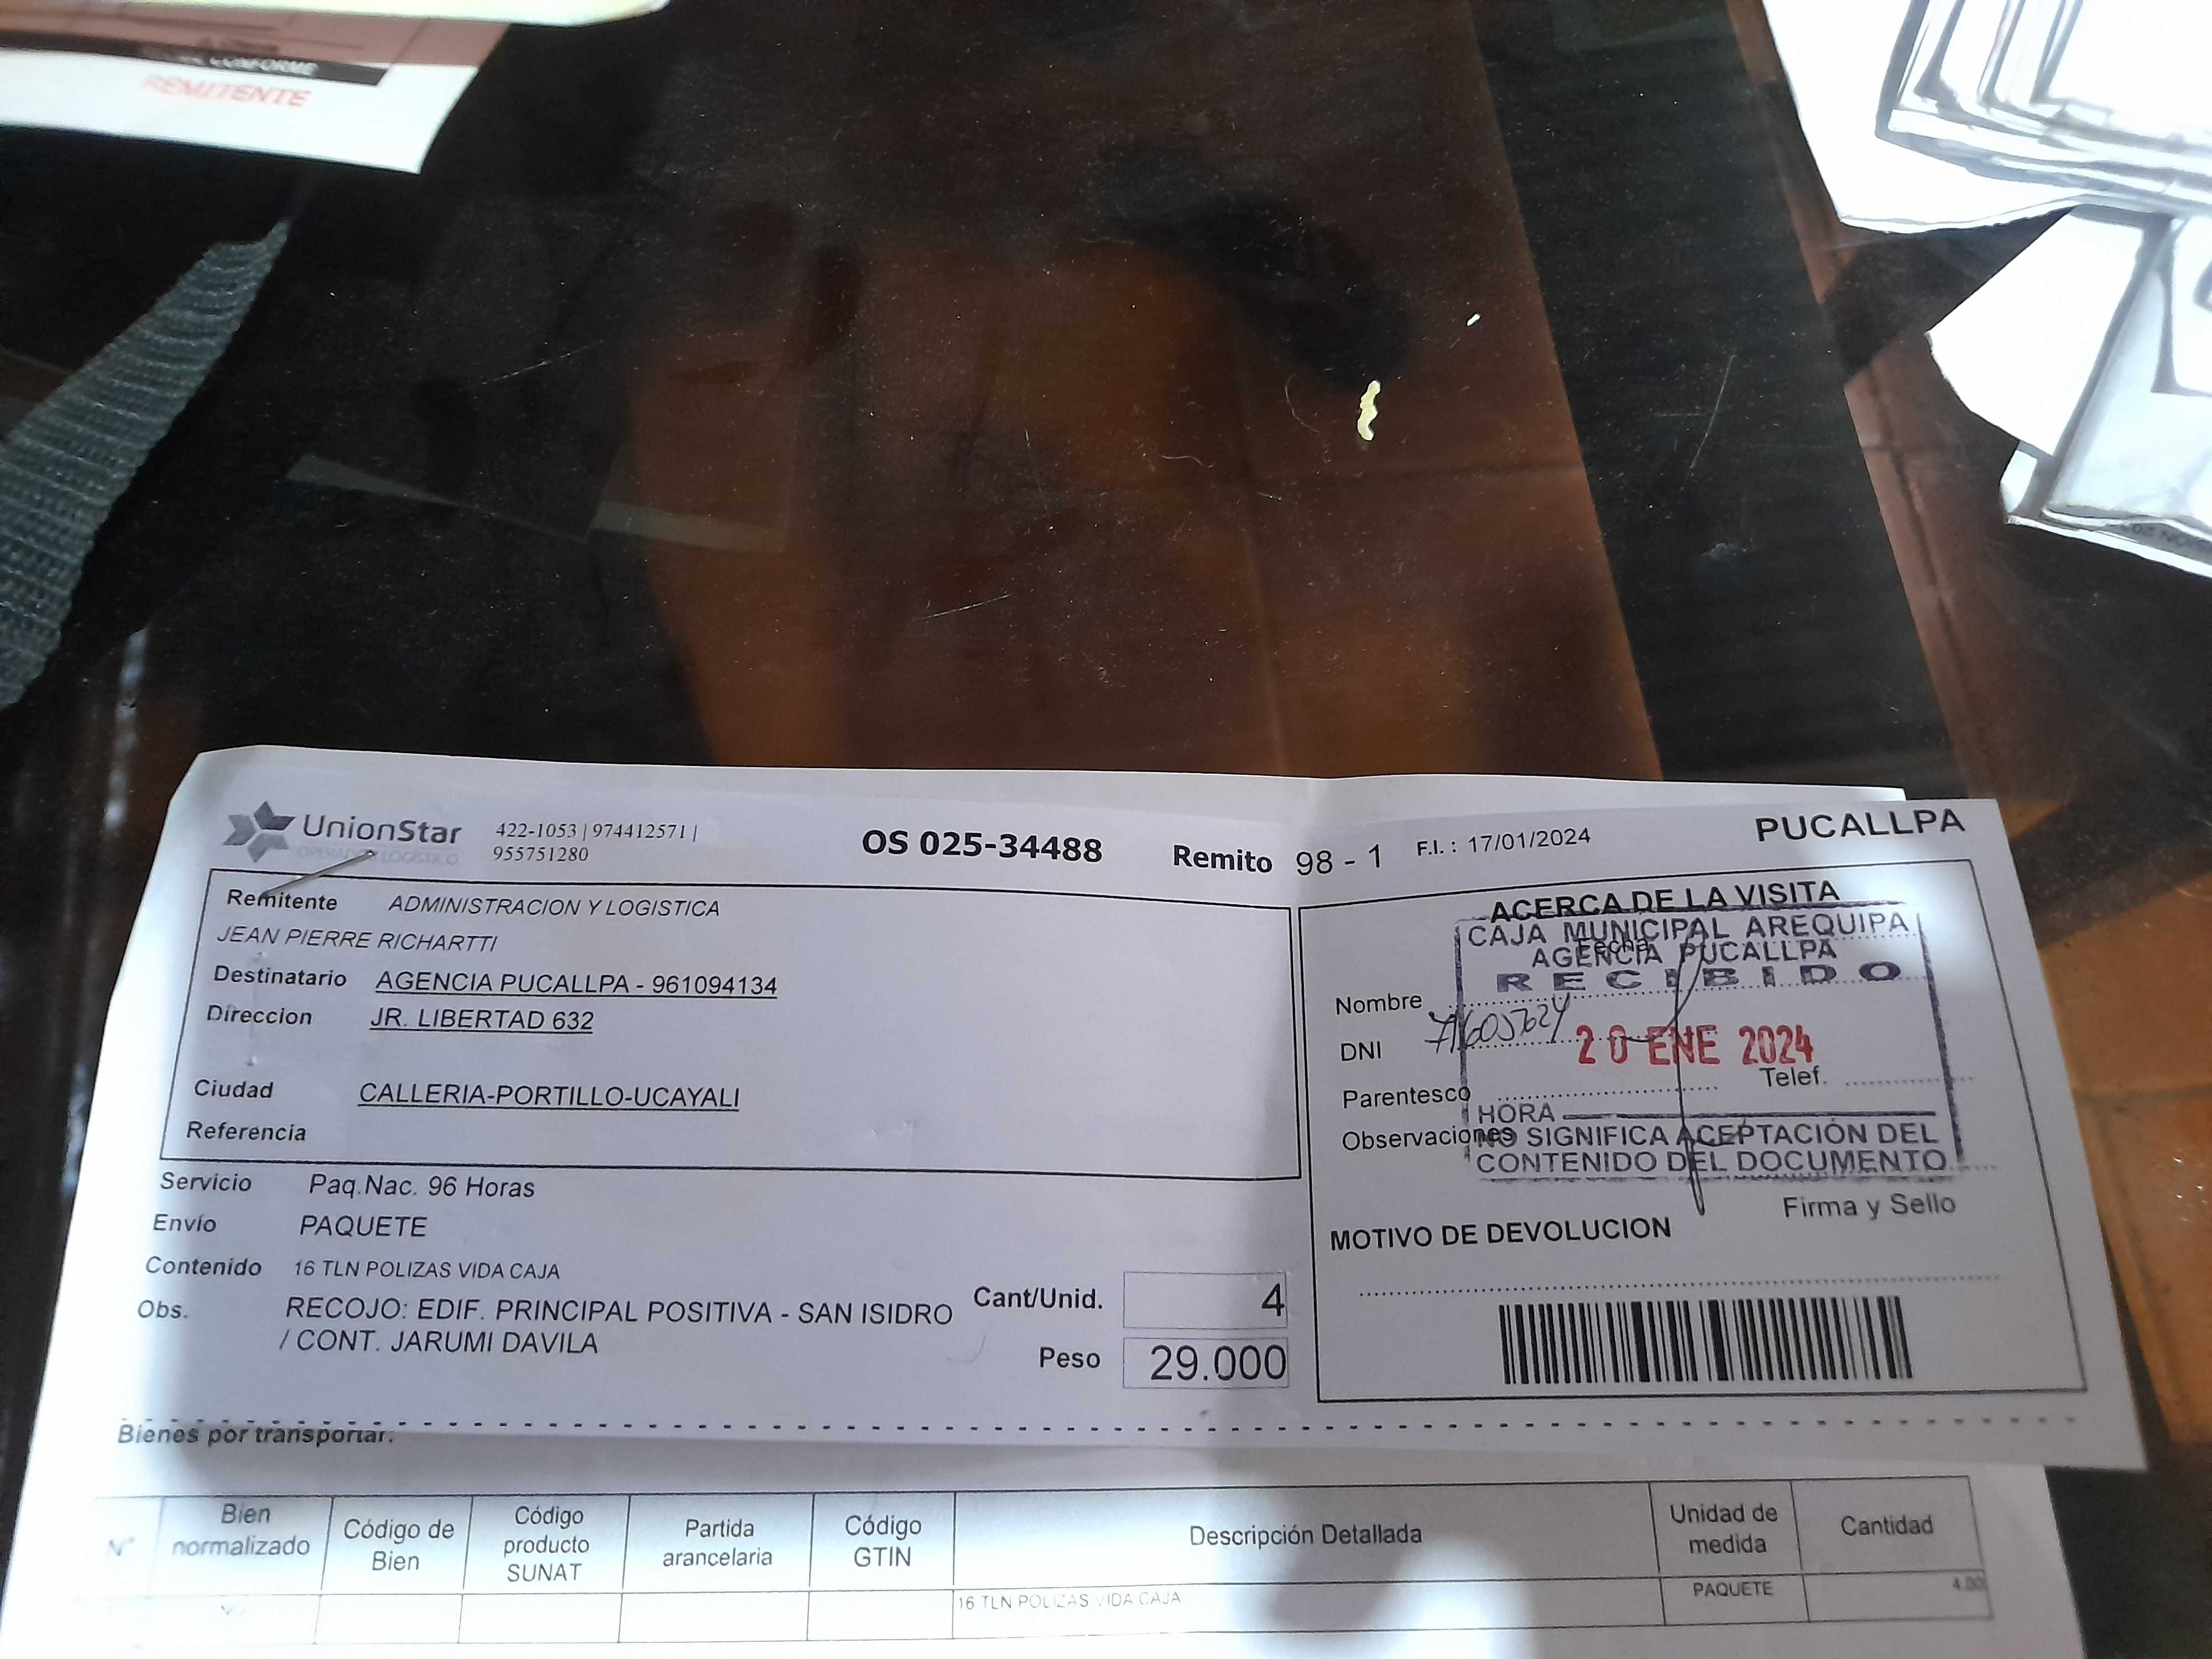 CONFORME
REMITENTE
UnionStar
OPERADOR LOGÍSTICO
422-1053 | 974412571 |
955751280
OS 025-34488
Remito 98 - 1
F.I. : 17/01/2024
PUCALLPA
Remitente ADMINISTRACION Y LOGISTICA
JEAN PIERRE RICHARTTI
Destinatario AGENCIA PUCALLPA - 961094134
Direccion JR. LIBERTAD 632
Ciudad CALLERIA-PORTILLO-UCAYALI
Referencia
Servicio Paq.Nac. 96 Horas
Envío PAQUETE
Contenido 16 TLN POLIZAS VIDA CAJA
Obs. RECOJO: EDIF. PRINCIPAL POSITIVA - SAN ISIDRO
/ CONT. JARUMI DAVILA
Cant/Unid. 4
Peso 29.000
ACERCA DE LA VISITA
CAJA MUNICIPAL AREQUIPA
Fecha
AGENCIA PUCALLPA
RECIBIDO
Nombre
DNI
20 ENE 2024
Parentesco
Telef.
HORA
Observaciones
NO SIGNIFICA ACEPTACIÓN DEL
CONTENIDO DEL DOCUMENTO
Firma y Sello
MOTIVO DE DEVOLUCION
Bienes por transportar:
N° Bien normalizado Código de Bien Código producto SUNAT Partida arancelaria Código GTIN Descripción Detallada Unidad de medida Cantidad
16 TLN POLIZAS VIDA CAJA PAQUETE 4.00